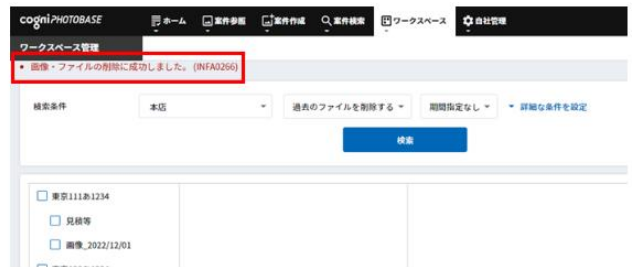 cogni PHOTOBASE ホーム 案件参照 案件作成 案件検索 ワークスペース 自社管理
ワークスペース管理
• 画像・ファイルの削除に成功しました。(INFA0266)
検索条件 本店 過去のファイルを削除する 期間指定なし 詳細な条件を設定
検索
東京111あ1234
見積等
画像_2022/12/01